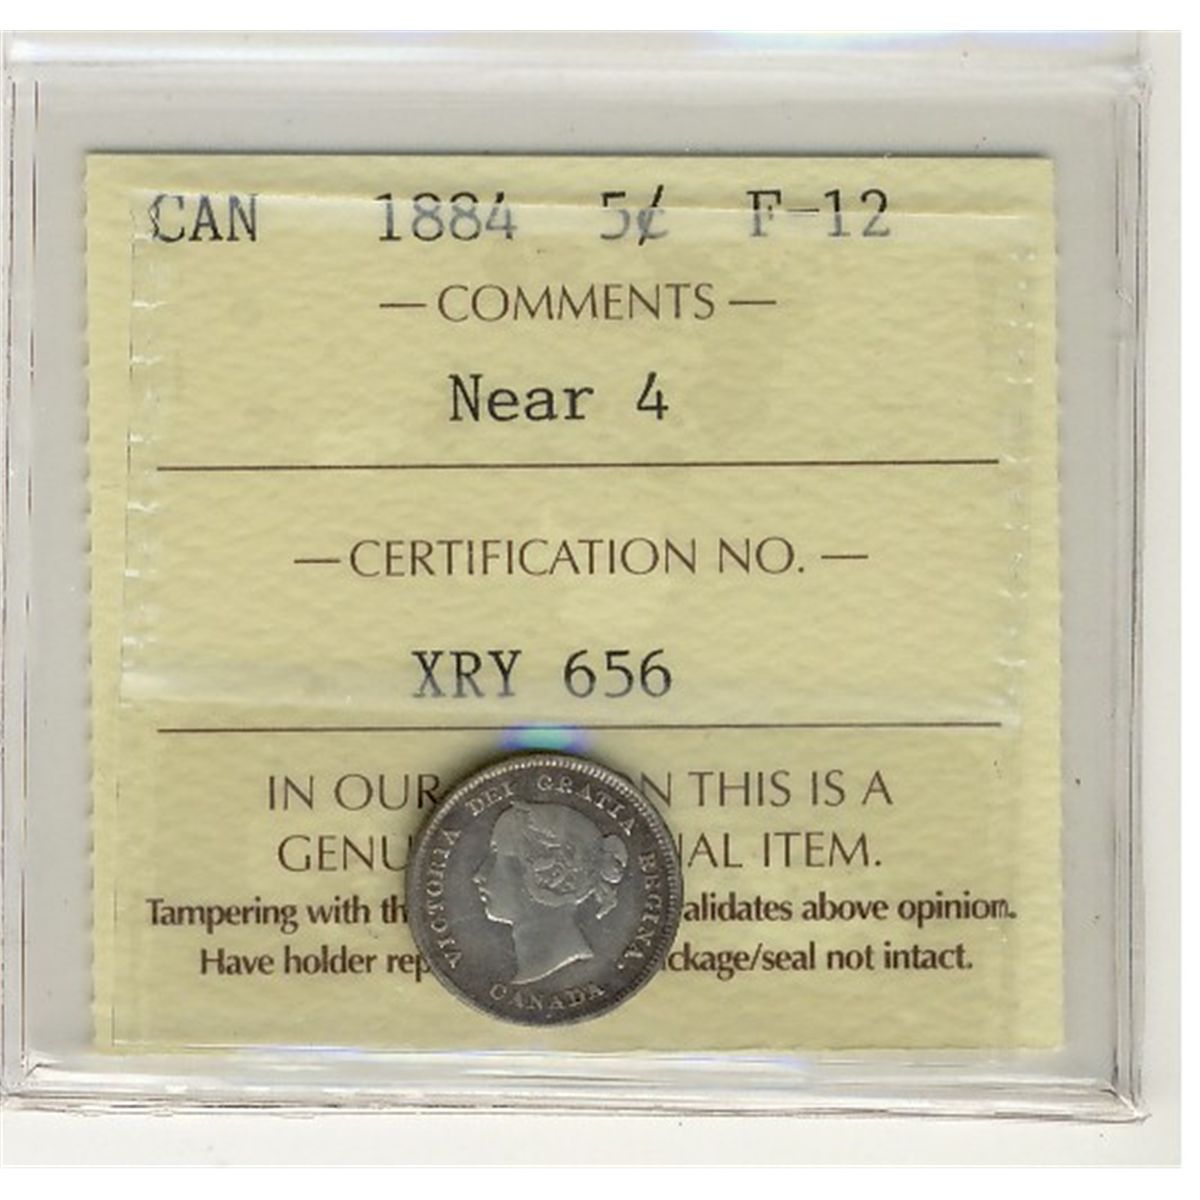 CAN 1884 5¢ F-12
— COMMENTS —
Near 4
— CERTIFICATION NO. —
XRY 656
IN OUR N THIS IS A
GENU AL ITEM.
Tampering with th alidates above opinion.
Have holder rep ckage/seal not intact.
VICTORIA DEI GRATIA REGINA.
CANADA